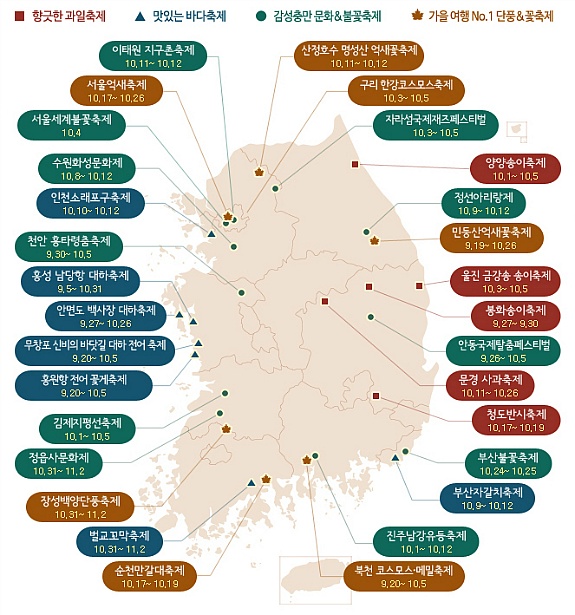 향긋한 과일축제
맛있는 바다축제
감성충만 문화&불꽃축제
가을 여행 No.1 단풍&꽃축제
이태원 지구촌축제
10.11~ 10.12
산정호수 명성산 억새꽃축제
10.11~ 10.12
서울억새축제
10.17~ 10.26
구리 한강코스모스축제
10.3~ 10.5
서울세계불꽃축제
10.4
자라섬국제재즈페스티벌
10.3~ 10.5
수원화성문화제
10.8~ 10.12
양양송이축제
10.1~ 10.5
인천소래포구축제
10.10~ 10.12
정선아리랑제
10.9~ 10.12
천안 흥타령춤축제
9.30~ 10.5
민둥산억새꽃축제
9.19~ 10.26
홍성 남당항 대하축제
9.5~ 10.31
울진 금강송 송이축제
10.3~ 10.5
안면도 백사장 대하축제
9.27~ 10.26
봉화송이축제
9.27~ 9.30
무창포 신비의 바닷길 대하 전어 축제
9.20~ 10.5
안동국제탈춤페스티벌
9.26~ 10.5
홍원항 전어 꽃게축제
9.20~ 10.5
문경 사과축제
10.11~ 10.26
김제지평선축제
10.1~ 10.5
청도반시축제
10.17~ 10.19
정읍사문화제
10.31~ 11.2
부산불꽃축제
10.24~ 10.25
장성백양단풍축제
10.31~ 11.2
부산자갈치축제
10.9~ 10.12
벌교꼬막축제
10.31~ 11.2
진주남강유등축제
10.1~ 10.12
순천만갈대축제
10.17~ 10.19
북천 코스모스·메밀축제
9.20~ 10.5